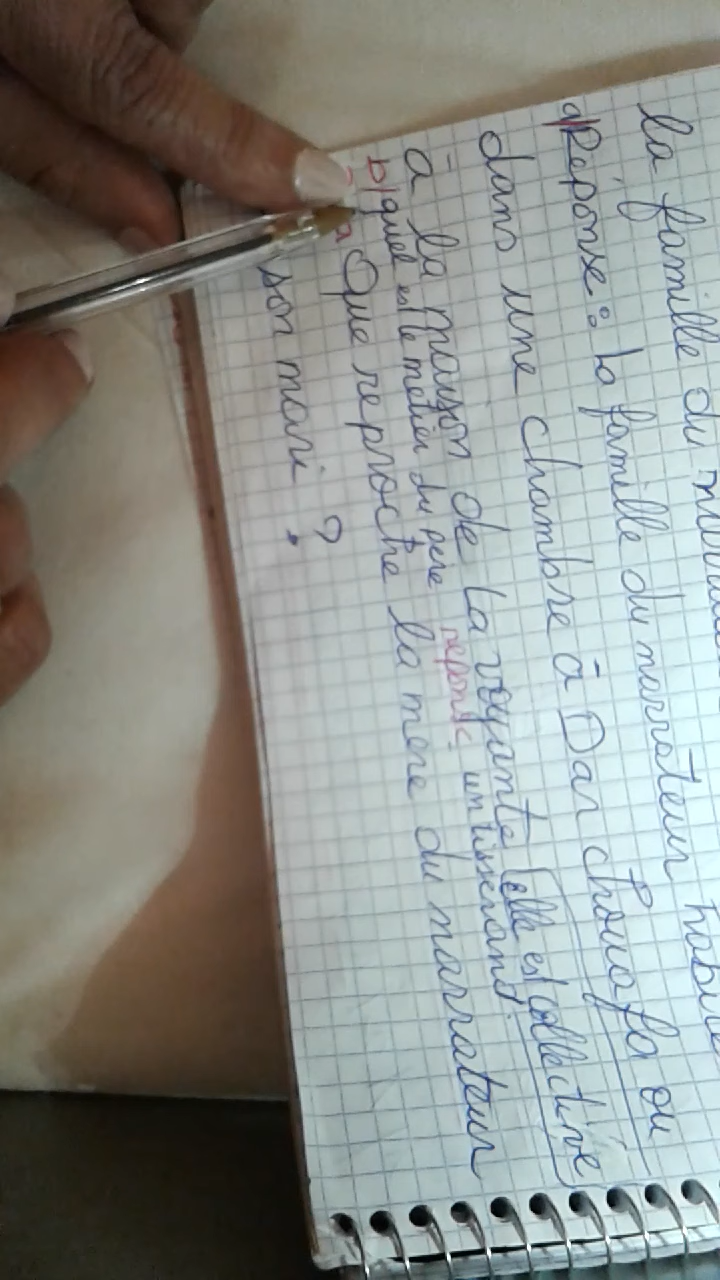 la famille du narrateur habite
a/ Réponse : la famille du narrateur
dans une chambre à Dar chouafa ou
à la maison de la voyante (elle est collective
b/ quel est le métier du père réponse : un tisserand.
Que reproche la mère du narrateur
son mari ?